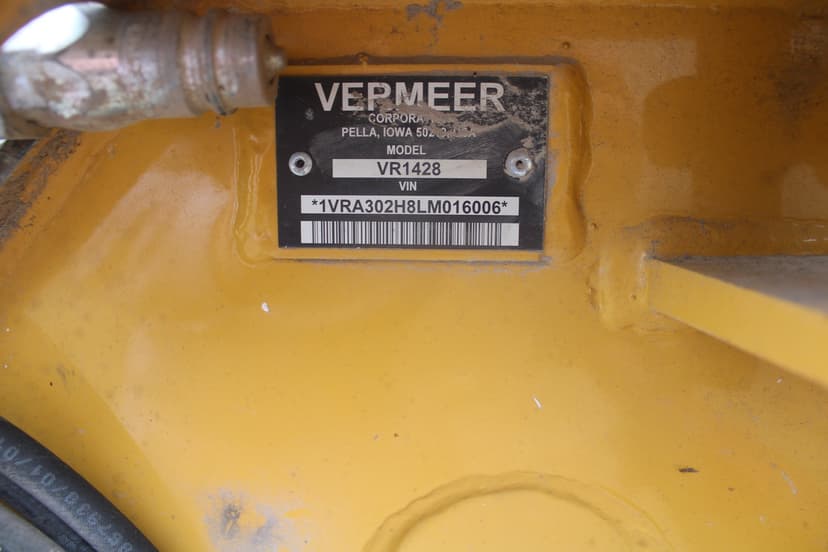 VERMEER
CORPORA
PELLA, IOWA
MODEL
VR1428
VIN
*1VRA302H8LM016006*